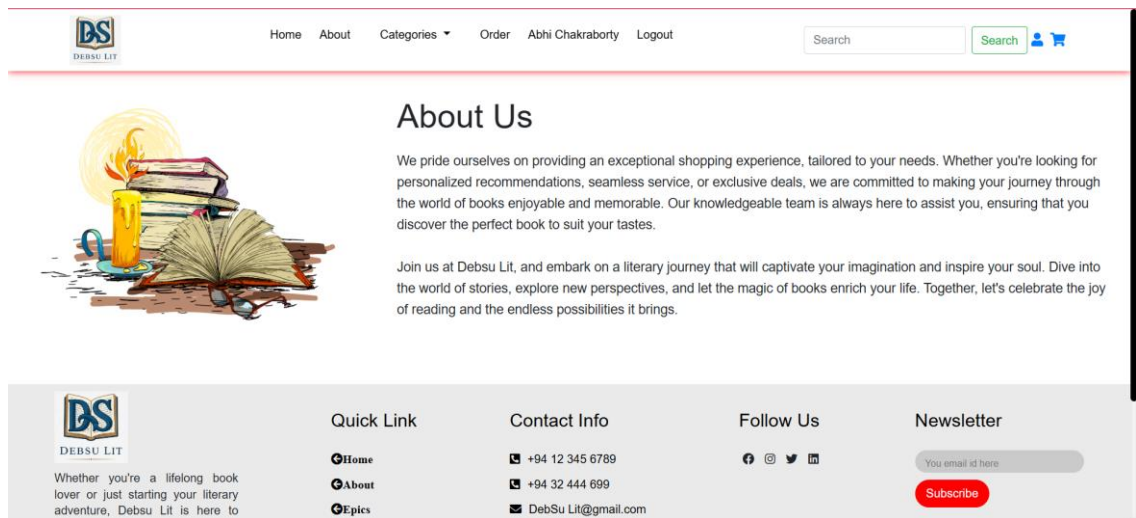 DS
DEBSU LIT
Home About Categories Order Abhi Chakraborty Logout
Search Search
About Us
We pride ourselves on providing an exceptional shopping experience, tailored to your needs. Whether you're looking for
personalized recommendations, seamless service, or exclusive deals, we are committed to making your journey through
the world of books enjoyable and memorable. Our knowledgeable team is always here to assist you, ensuring that you
discover the perfect book to suit your tastes.
Join us at Debsu Lit, and embark on a literary journey that will captivate your imagination and inspire your soul. Dive into
the world of stories, explore new perspectives, and let the magic of books enrich your life. Together, let's celebrate the joy
of reading and the endless possibilities it brings.
DS
DEBSU LIT
Whether you're a lifelong book
lover or just starting your literary
adventure, Debsu Lit is here to
Quick Link
Home
About
Epics
Contact Info
+94 12 345 6789
+94 32 444 699
DebSu Lit@gmail.com
Follow Us
Newsletter
You email id here
Subscribe